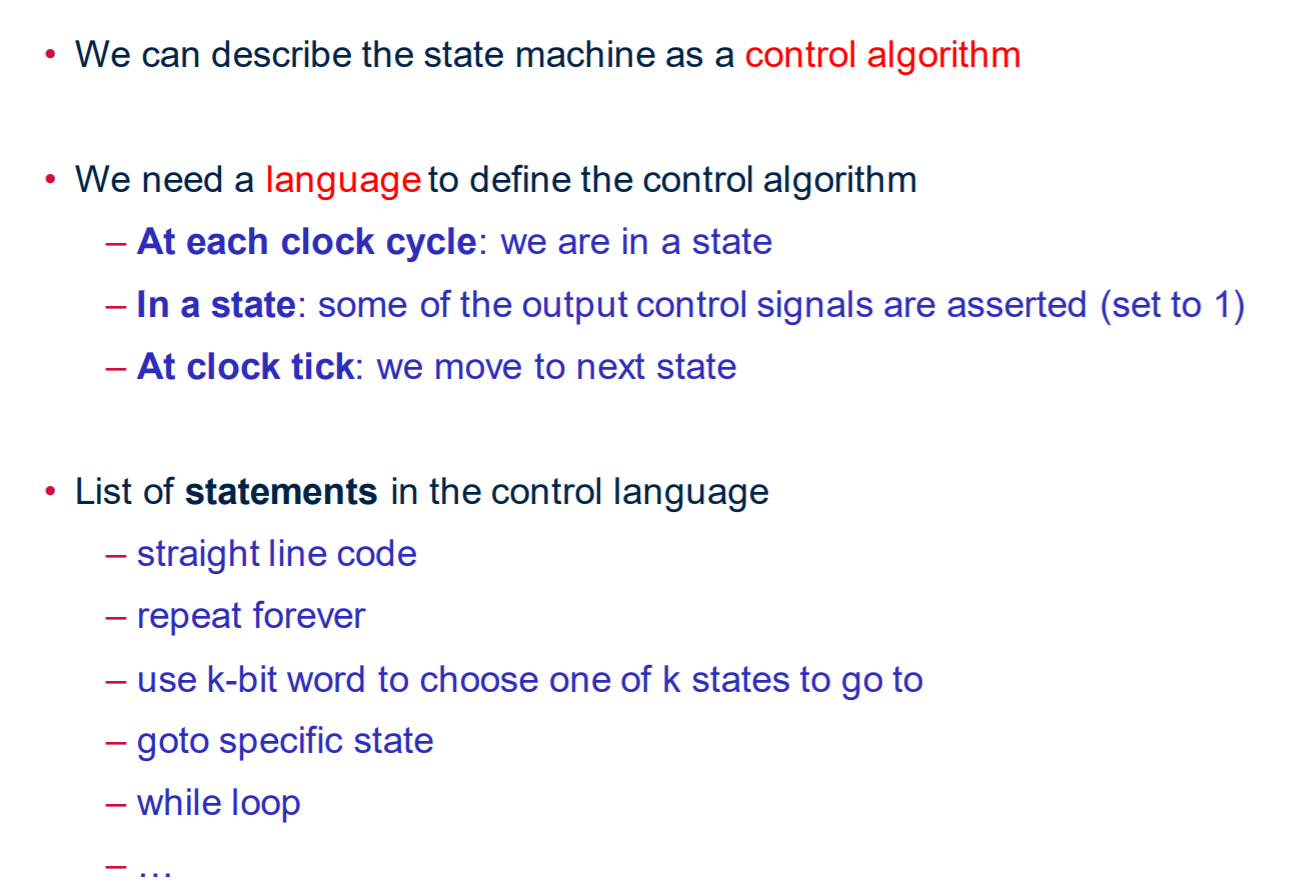 • We can describe the state machine as a control algorithm
• We need a language to define the control algorithm
– At each clock cycle: we are in a state
– In a state: some of the output control signals are asserted (set to 1)
– At clock tick: we move to next state
• List of statements in the control language
– straight line code
– repeat forever
– use k-bit word to choose one of k states to go to
– goto specific state
– while loop
– …